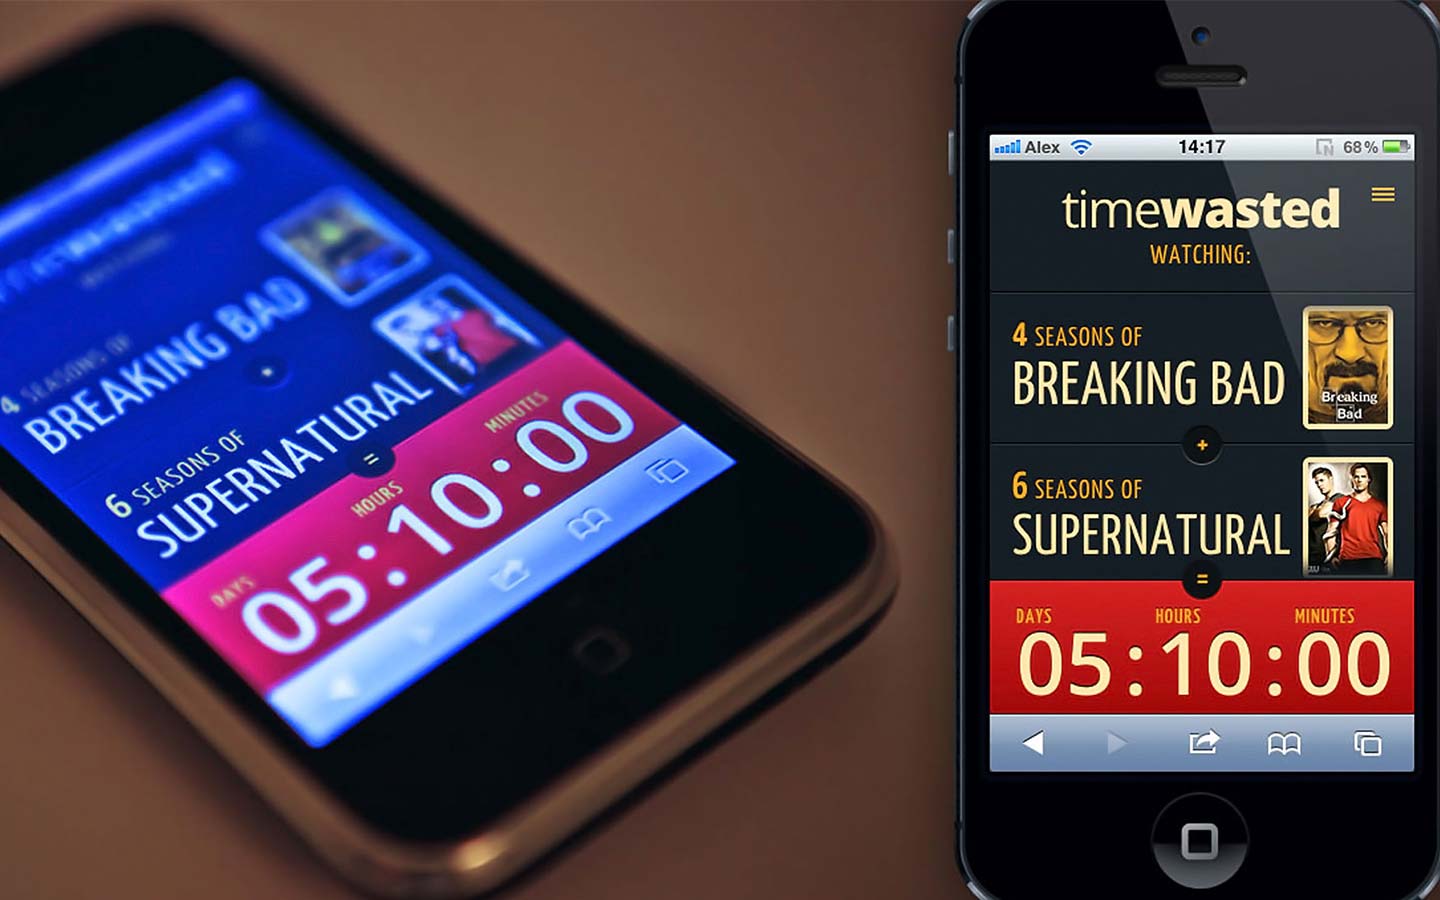 4 SEASONS OF
BREAKING BAD
6 SEASONS OF
SUPERNATURAL
=
DAYS HOURS MINUTES
05:10:00
Alex 14:17 68%
timewasted
WATCHING:
4 SEASONS OF
BREAKING BAD
Breaking
Bad
+
6 SEASONS OF
SUPERNATURAL
=
DAYS HOURS MINUTES
05:10:00